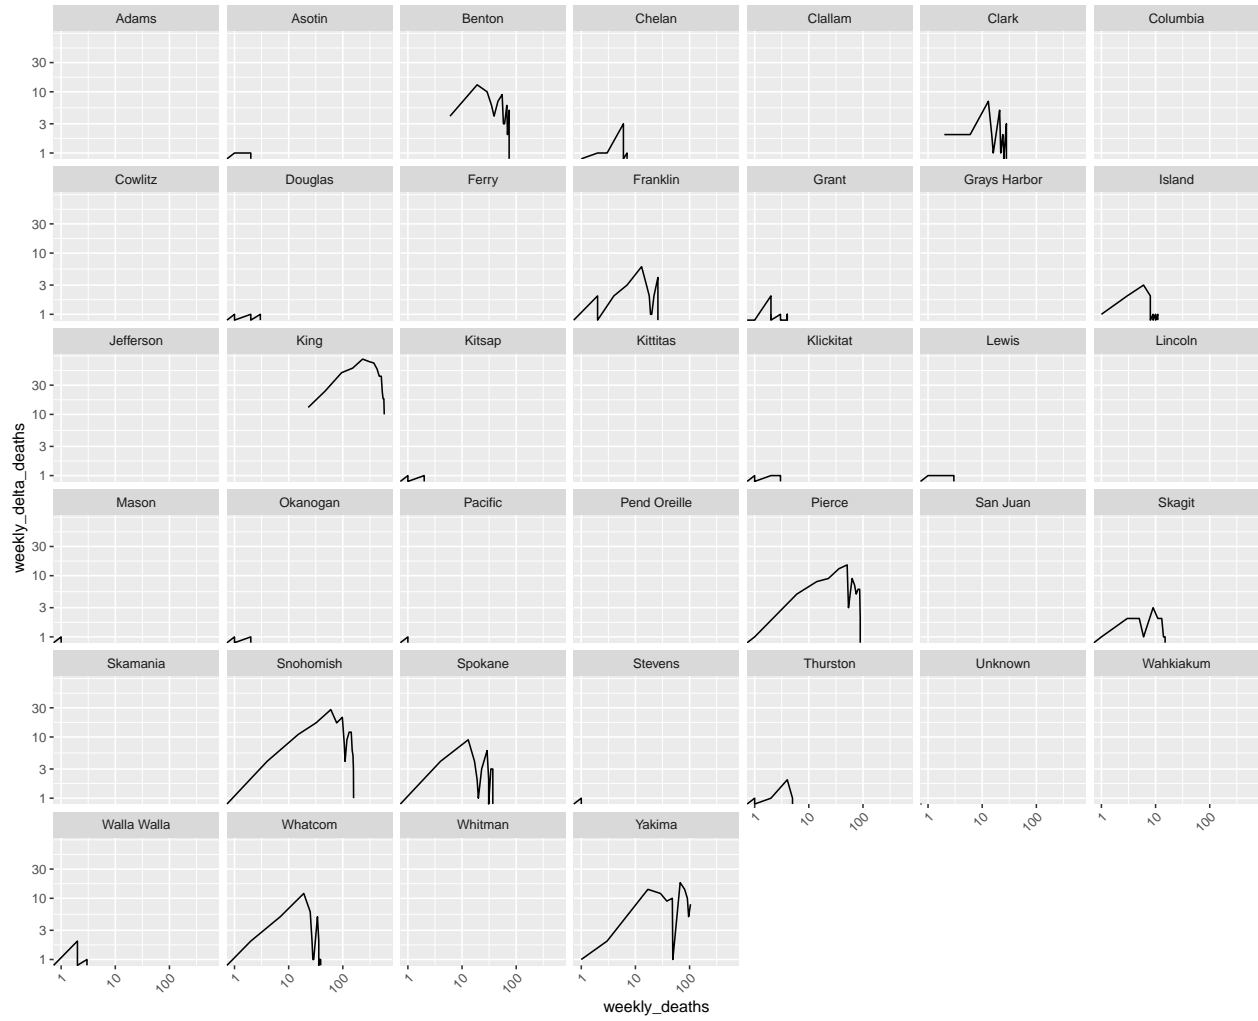 Adams Asotin Benton Chelan Clallam Clark Columbia
30
10
3
1
Cowlitz Douglas Ferry Franklin Grant Grays Harbor Island
30
10
3
1
Jefferson King Kitsap Kittitas Klickitat Lewis Lincoln
30
10
3
1
weekly_delta_deaths
Mason Okanogan Pacific Pend Oreille Pierce San Juan Skagit
30
10
3
1
Skamania Snohomish Spokane Stevens Thurston Unknown Wahkiakum
30
10
3
1
1 10 100 1 10 100 1 10 100
Walla Walla Whatcom Whitman Yakima
30
10
3
1
1 10 100 1 10 100 1 10 100 1 10 100
weekly_deaths